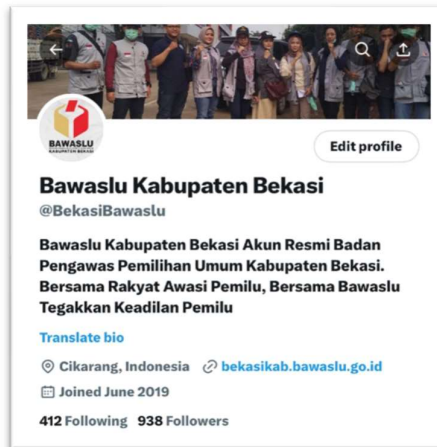 BAWASLU
KABUPATEN BEKASI
Edit profile
Bawaslu Kabupaten Bekasi
@BekasiBawaslu
Bawaslu Kabupaten Bekasi Akun Resmi Badan
Pengawas Pemilihan Umum Kabupaten Bekasi.
Bersama Rakyat Awasi Pemilu, Bersama Bawaslu
Tegakkan Keadilan Pemilu
Translate bio
Cikarang, Indonesia bekasikab.bawaslu.go.id
Joined June 2019
412 Following 938 Followers